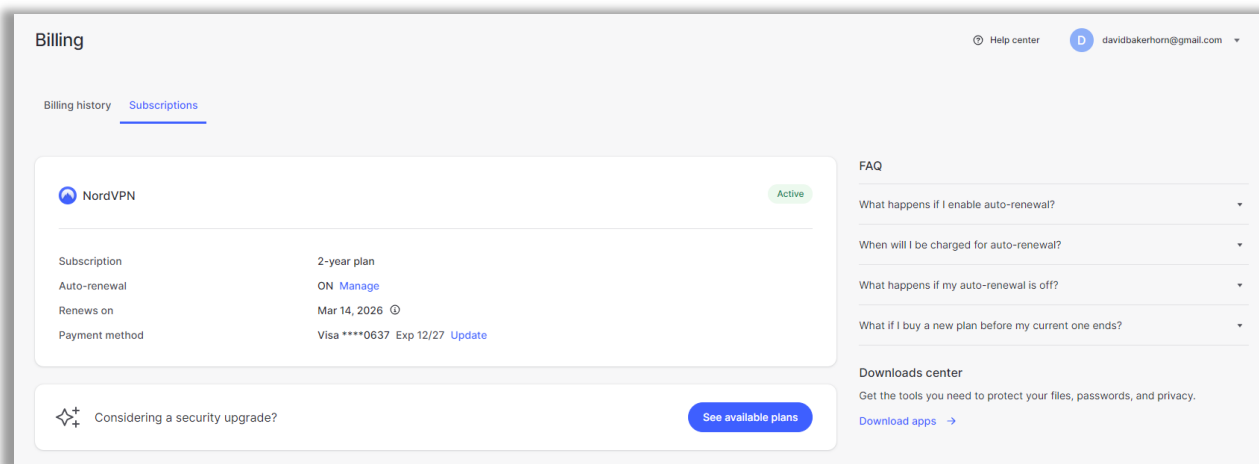 Billing
Help center
D
davidbakerhorn@gmail.com
Billing history Subscriptions
NordVPN
Active
Subscription 2-year plan
Auto-renewal ON Manage
Renews on Mar 14, 2026
Payment method Visa ****0637 Exp 12/27 Update
Considering a security upgrade?
See available plans
FAQ
What happens if I enable auto-renewal?
When will I be charged for auto-renewal?
What happens if my auto-renewal is off?
What if I buy a new plan before my current one ends?
Downloads center
Get the tools you need to protect your files, passwords, and privacy.
Download apps →